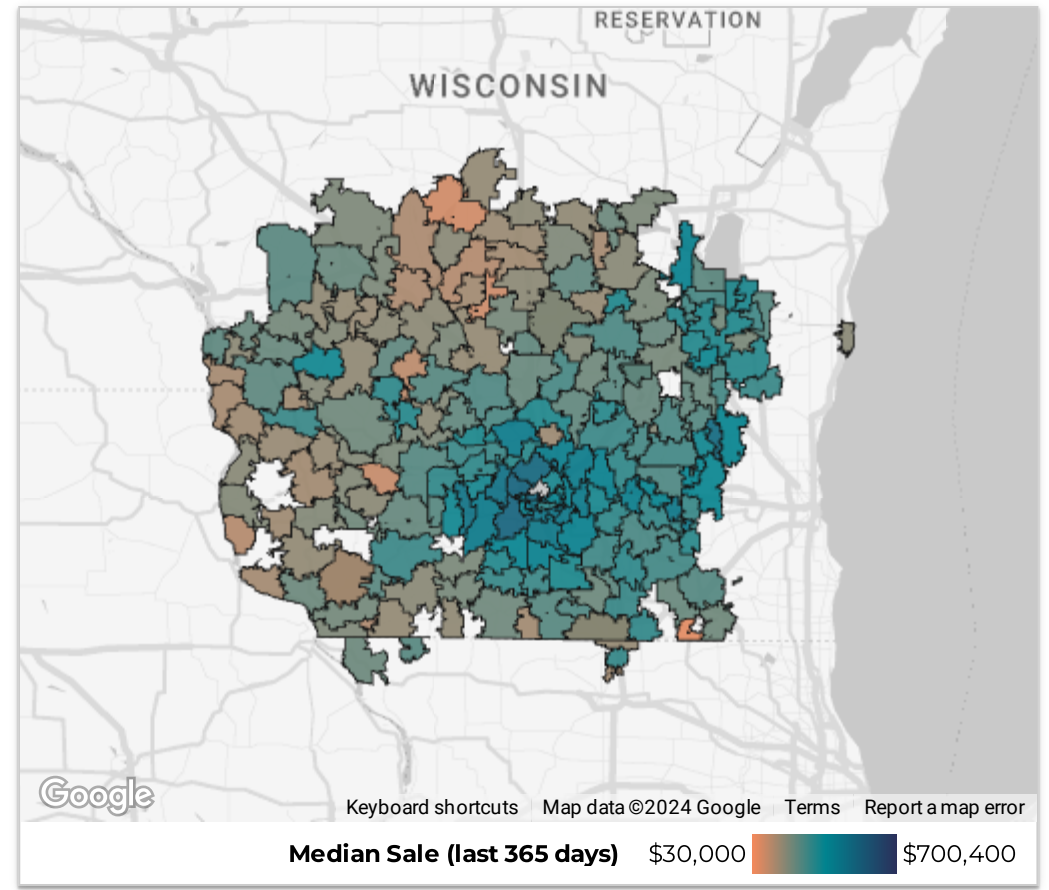 RESERVATION
WISCONSIN
Google
Keyboard shortcuts Map data ©2024 Google Terms Report a map error
Median Sale (last 365 days) $30,000 $700,400